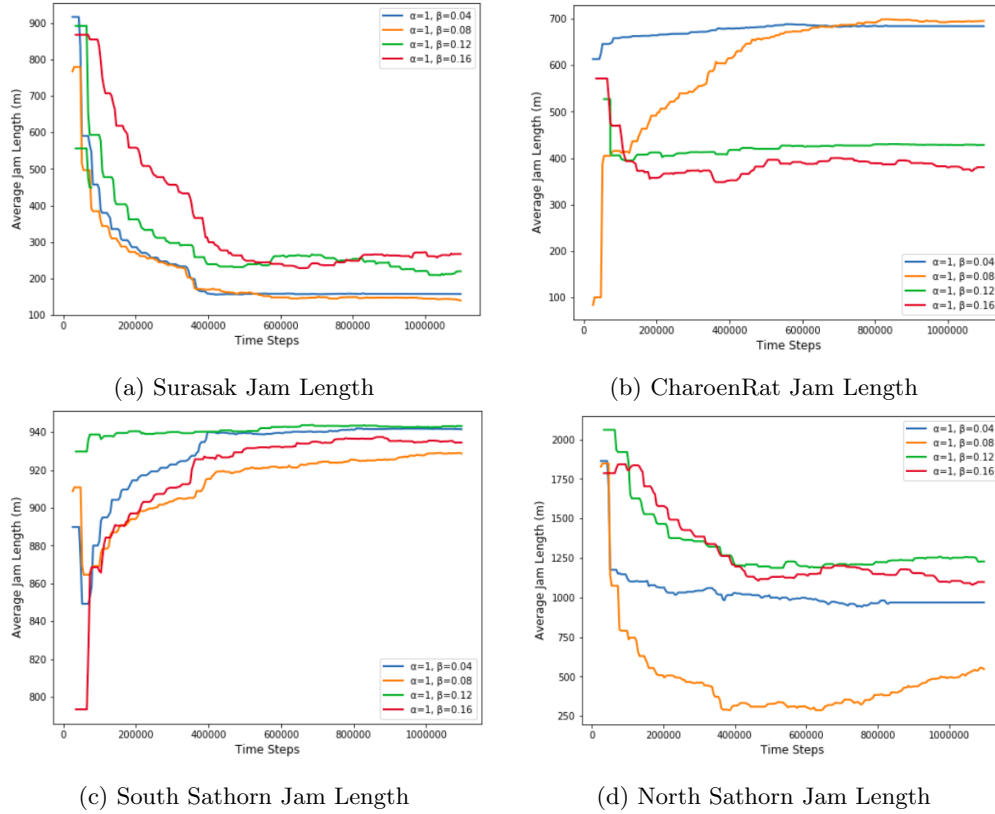 Average Jam Length (m)
900
800
700
600
500
400
300
200
100
0
200000
400000
600000
800000
1000000
Time Steps
α=1, β=0.04
α=1, β=0.08
α=1, β=0.12
α=1, β=0.16
(a) Surasak Jam Length
Average Jam Length (m)
700
600
500
400
300
200
100
0
200000
400000
600000
800000
1000000
Time Steps
α=1, β=0.04
α=1, β=0.08
α=1, β=0.12
α=1, β=0.16
(b) CharoenRat Jam Length
Average Jam Length (m)
940
920
900
880
860
840
820
800
0
200000
400000
600000
800000
1000000
Time Steps
α=1, β=0.04
α=1, β=0.08
α=1, β=0.12
α=1, β=0.16
(c) South Sathorn Jam Length
Average Jam Length (m)
2000
1750
1500
1250
1000
750
500
250
0
200000
400000
600000
800000
1000000
Time Steps
α=1, β=0.04
α=1, β=0.08
α=1, β=0.12
α=1, β=0.16
(d) North Sathorn Jam Length